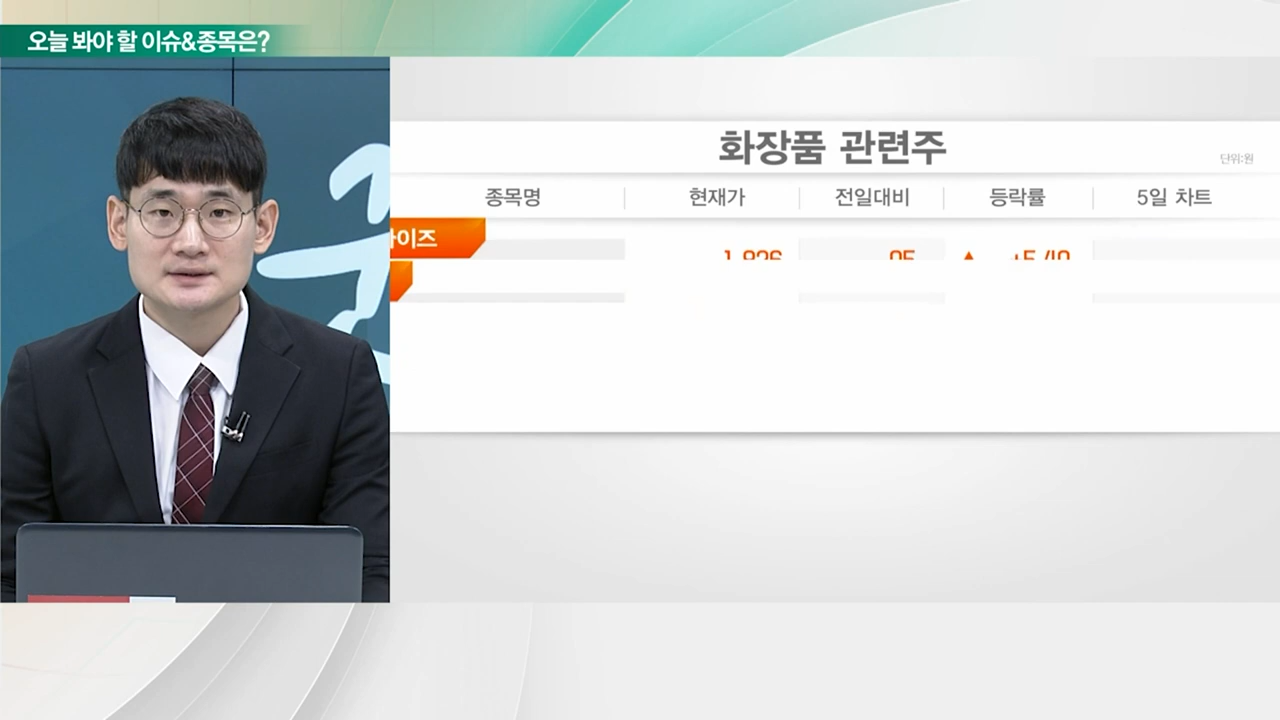 오늘 봐야 할 이슈&종목은?
화장품 관련주
단위:원
종목명 현재가 전일대비 등락률 5일 차트